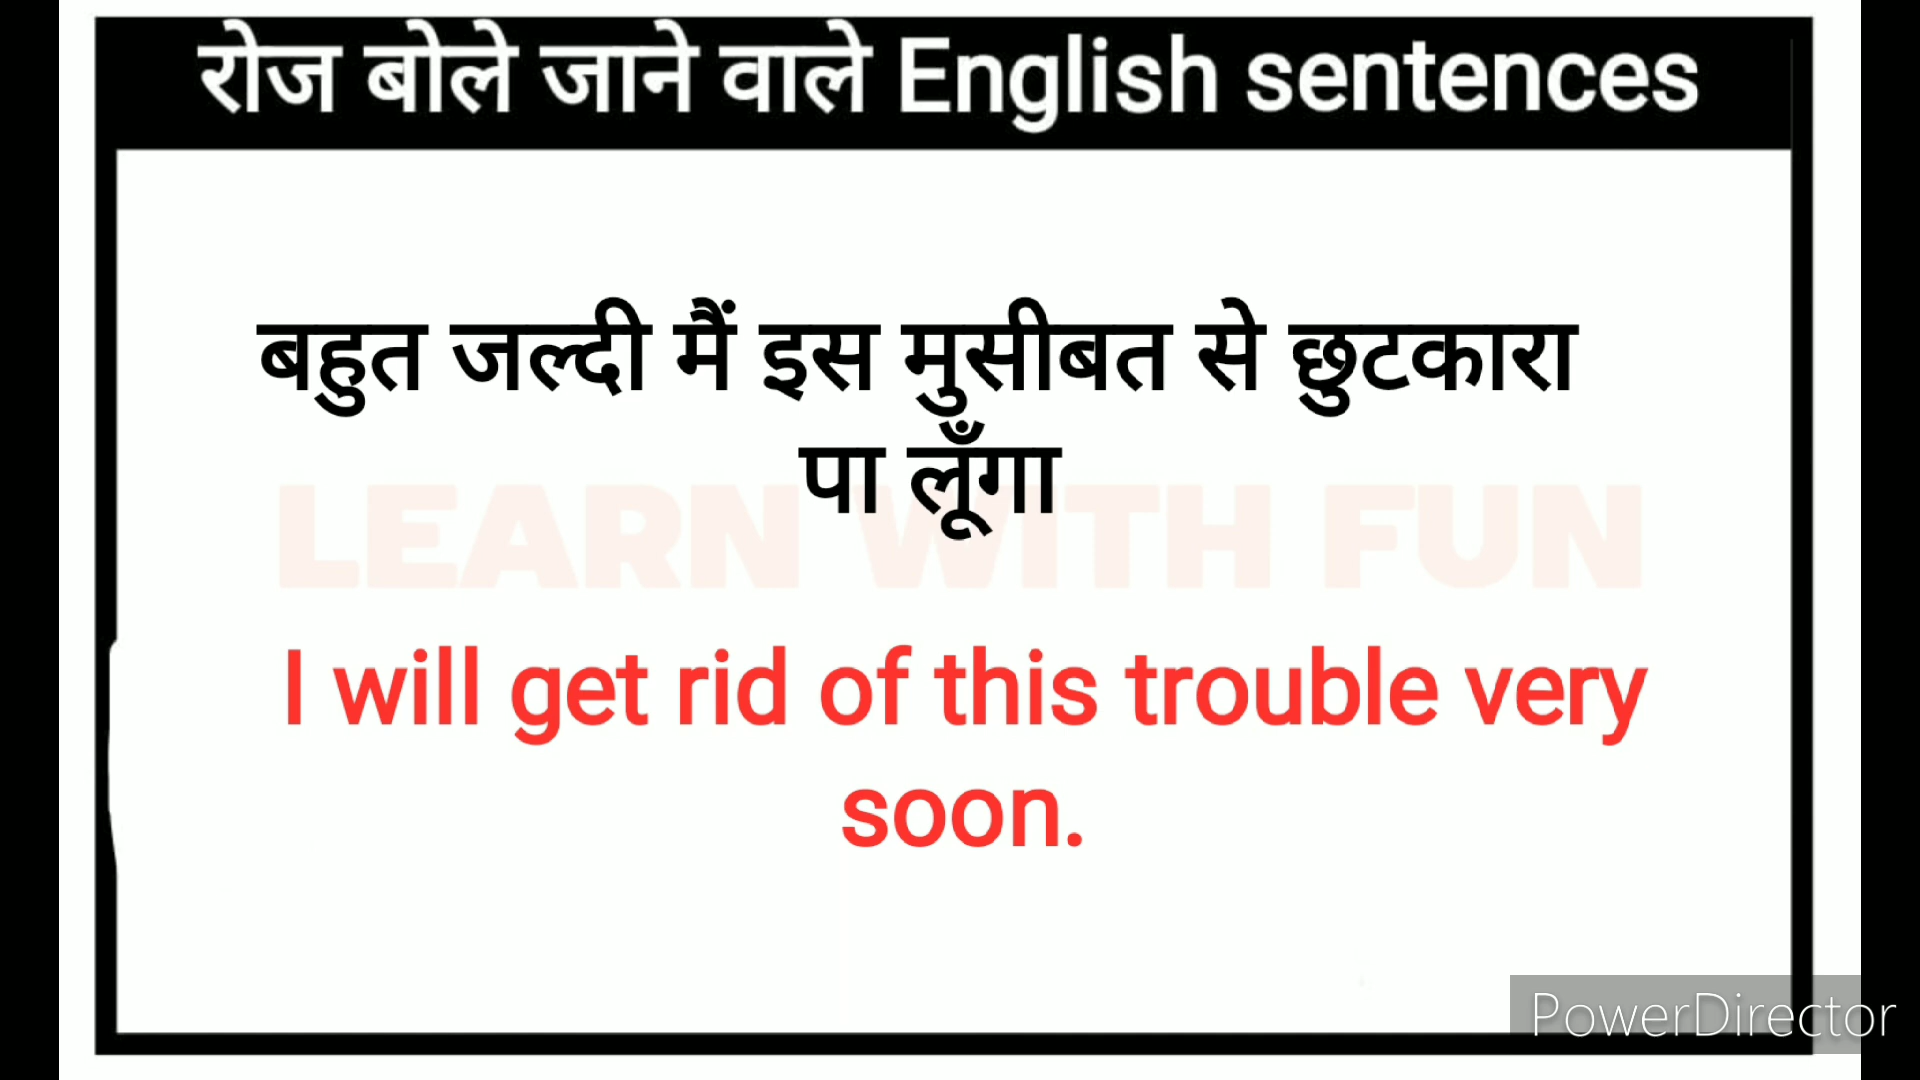 रोज बोले जाने वाले English sentences
बहुत जल्दी मैं इस मुसीबत से छुटकारा
पा लूँगा
LEARN WITH FUN
I will get rid of this trouble very
soon.
PowerDirector